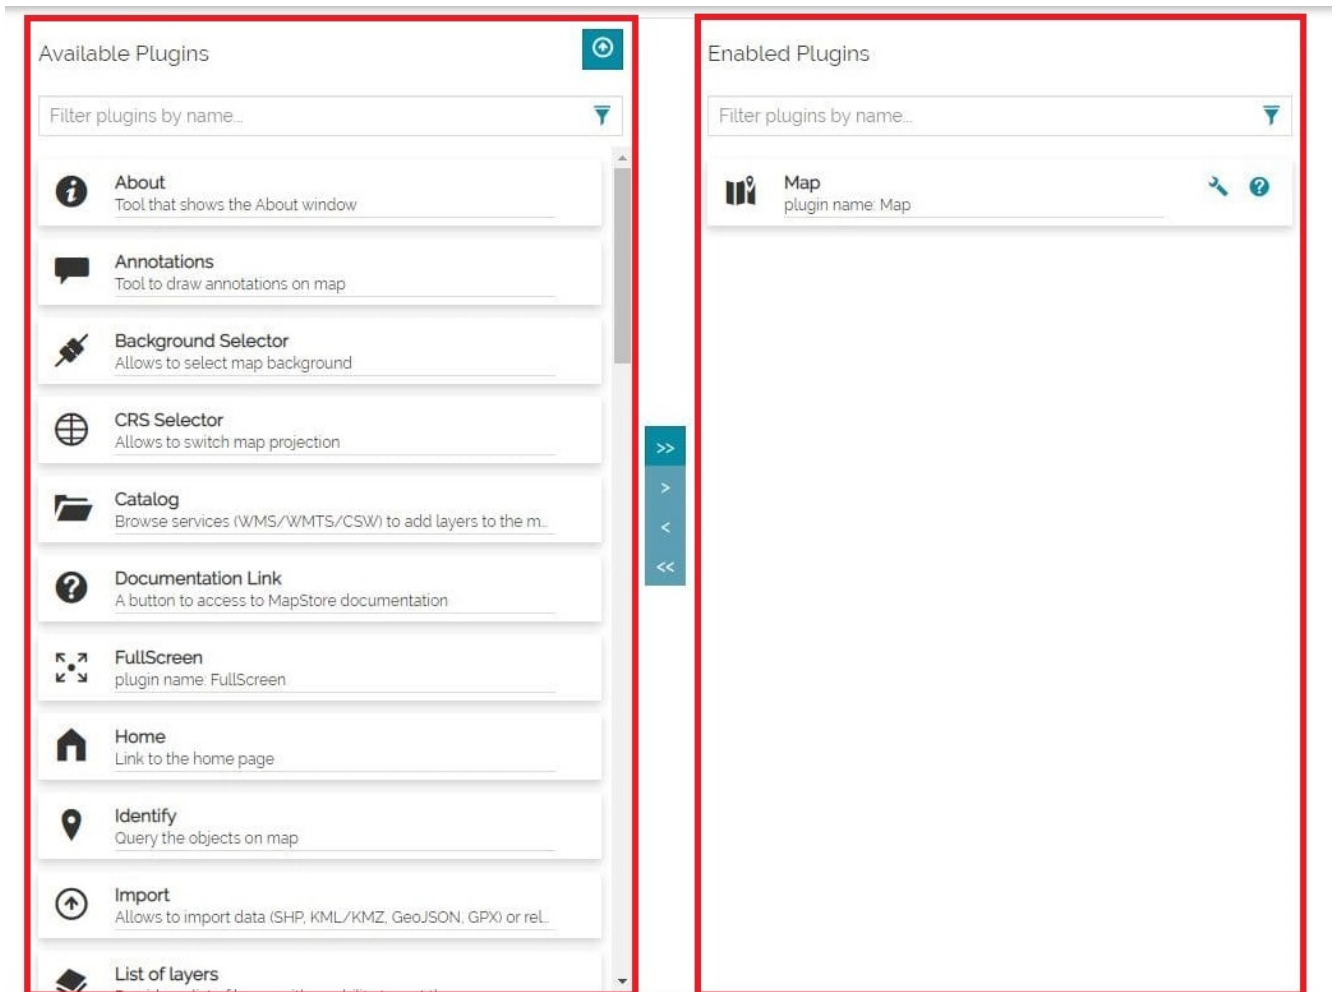 Available Plugins
Filter plugins by name...
About
Tool that shows the About window
Annotations
Tool to draw annotations on map
Background Selector
Allows to select map background
CRS Selector
Allows to switch map projection
Catalog
Browse services (WMS/WMTS/CSW) to add layers to the m...
Documentation Link
A button to access to MapStore documentation
FullScreen
plugin name: FullScreen
Home
Link to the home page
Identify
Query the objects on map
Import
Allows to import data (SHP, KML/KMZ, GeoJSON, GPX) or rel...
List of layers
>>
>
<
<<
Enabled Plugins
Filter plugins by name...
Map
plugin name: Map